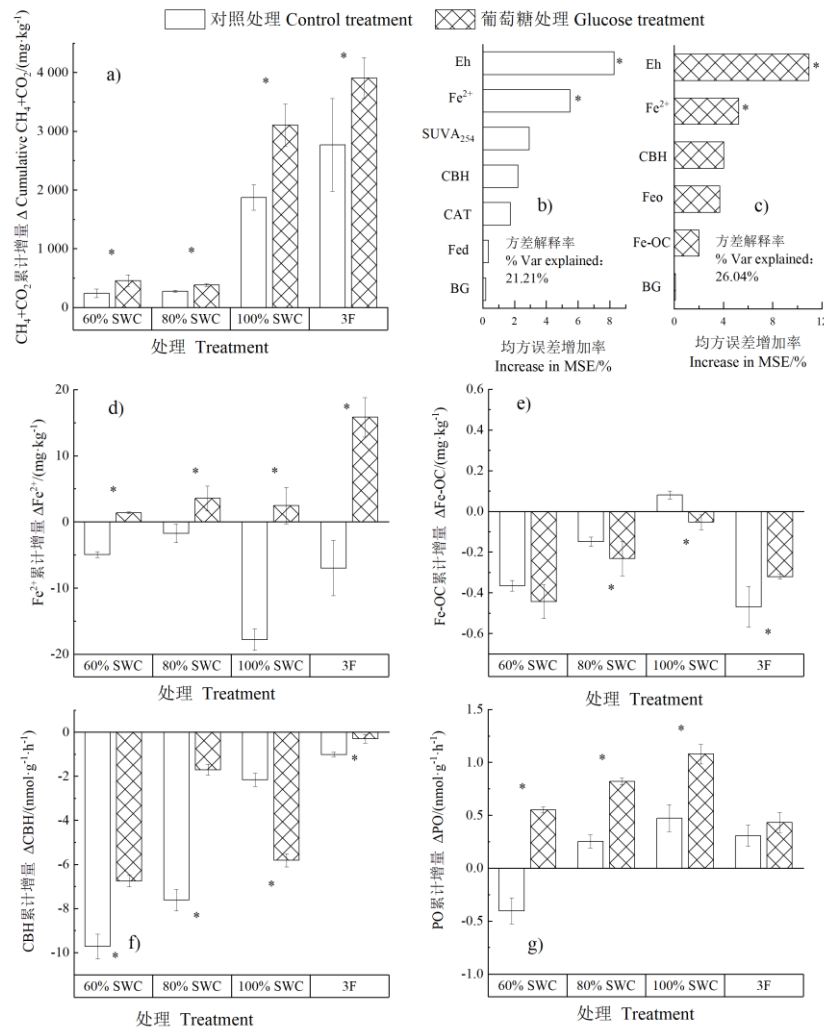 对照处理 Control treatment 葡萄糖处理 Glucose treatment
a)
CH₄+CO₂累计增量 Δ Cumulative CH₄+CO₂/(mg·kg⁻¹)
4 000
3 000
2 000
1 000
0
* * * *
60% SWC 80% SWC 100% SWC 3F
处理 Treatment
b)
Eh *
Fe²⁺ *
SUVA₂₅₄
CBH
CAT
Fed
BG
方差解释率
% Var explained:
21.21%
0 2 4 6 8
均方误差增加率
Increase in MSE/%
c)
Eh *
Fe²⁺ *
CBH
Feo
Fe-OC
BG
方差解释率
% Var explained:
26.04%
0 4 8 12
均方误差增加率
Increase in MSE/%
d)
Fe²⁺累计增量 ΔFe²⁺/(mg·kg⁻¹)
20
10
0
-10
-20
* * * *
60% SWC 80% SWC 100% SWC 3F
处理 Treatment
e)
Fe-OC累计增量 ΔFe-OC/(mg·kg⁻¹)
0.4
0.2
0.0
-0.2
-0.4
-0.6
* * *
60% SWC 80% SWC 100% SWC 3F
处理 Treatment
f)
CBH累计增量 ΔCBH/(nmol·g⁻¹·h⁻¹)
0
-2
-4
-6
-8
-10
* * * *
60% SWC 80% SWC 100% SWC 3F
处理 Treatment
g)
PO累计增量 ΔPO/(nmol·g⁻¹·h⁻¹)
1.5
1.0
0.5
0.0
-0.5
-1.0
* * *
60% SWC 80% SWC 100% SWC 3F
处理 Treatment